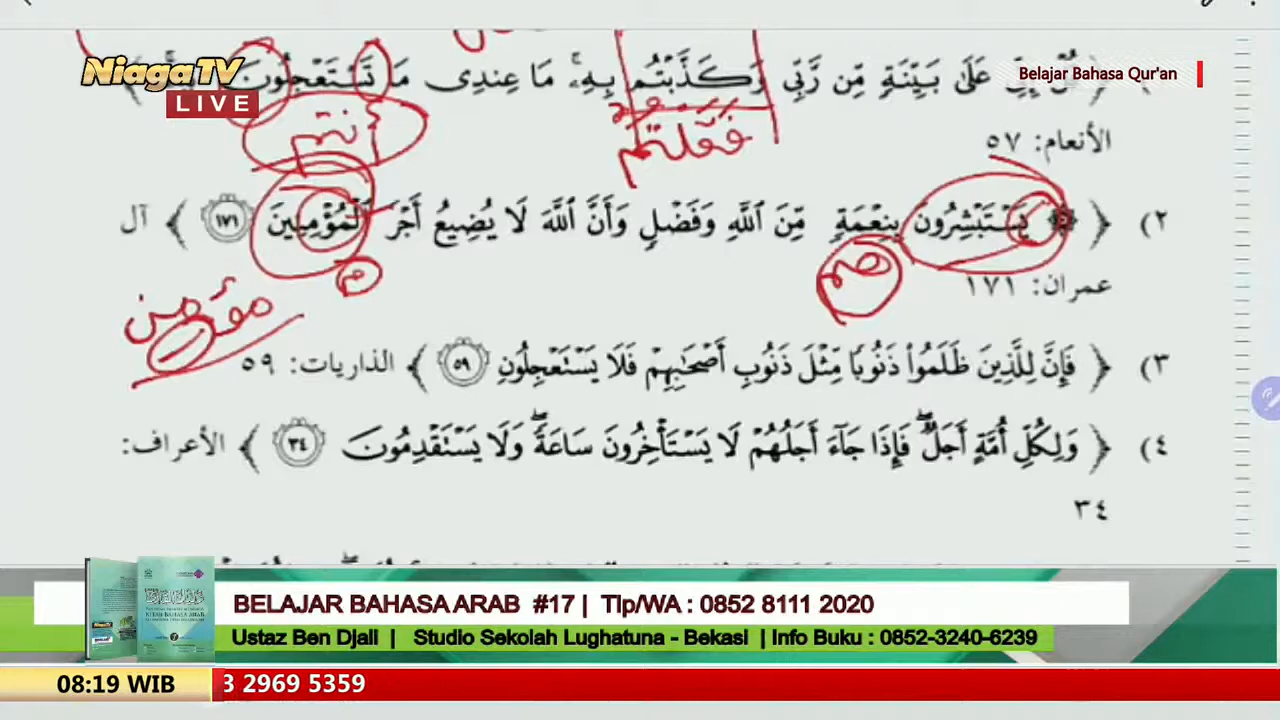 NiagaTV
LIVE
Belajar Bahasa Qur'an
عَلَىٰ بَيِّنَةٍ مِّن رَّبِّي وَكَذَّبۡتُم بِهِۦۚ مَا عِندِي مَا تَسۡتَعۡجِلُونَ
أنتم
فعلتم
الأنعام: ٥٧
٢) ﴿ ۞ يَسۡتَبۡشِرُونَ بِنِعۡمَةٖ مِّنَ ٱللَّهِ وَفَضۡلٖ وَأَنَّ ٱللَّهَ لَا يُضِيعُ أَجۡرَ ٱلۡمُؤۡمِنِينَ ١٧١ ﴾ آل
عمران: ١٧١
هم
م
مؤمن
٣) ﴿ فَإِنَّ لِلَّذِينَ ظَلَمُواْ ذَنُوبٗا مِّثۡلَ ذَنُوبِ أَصۡحَٰبِهِمۡ فَلَا يَسۡتَعۡجِلُونِ ٥٩ ﴾ الذاريات: ٥٩
٤) ﴿ وَلِكُلِّ أُمَّةٍ أَجَلٞۖ فَإِذَا جَآءَ أَجَلُهُمۡ لَا يَسۡتَأۡخِرُونَ سَاعَةٗۖ وَلَا يَسۡتَقۡدِمُونَ ٣٤ ﴾ الأعراف:
٣٤
BELAJAR BAHASA ARAB #17 | Tlp/WA : 0852 8111 2020
Ustaz Ben Djali | Studio Sekolah Lughatuna - Bekasi | Info Buku : 0852-3240-6239
08:19 WIB
3 2969 5359